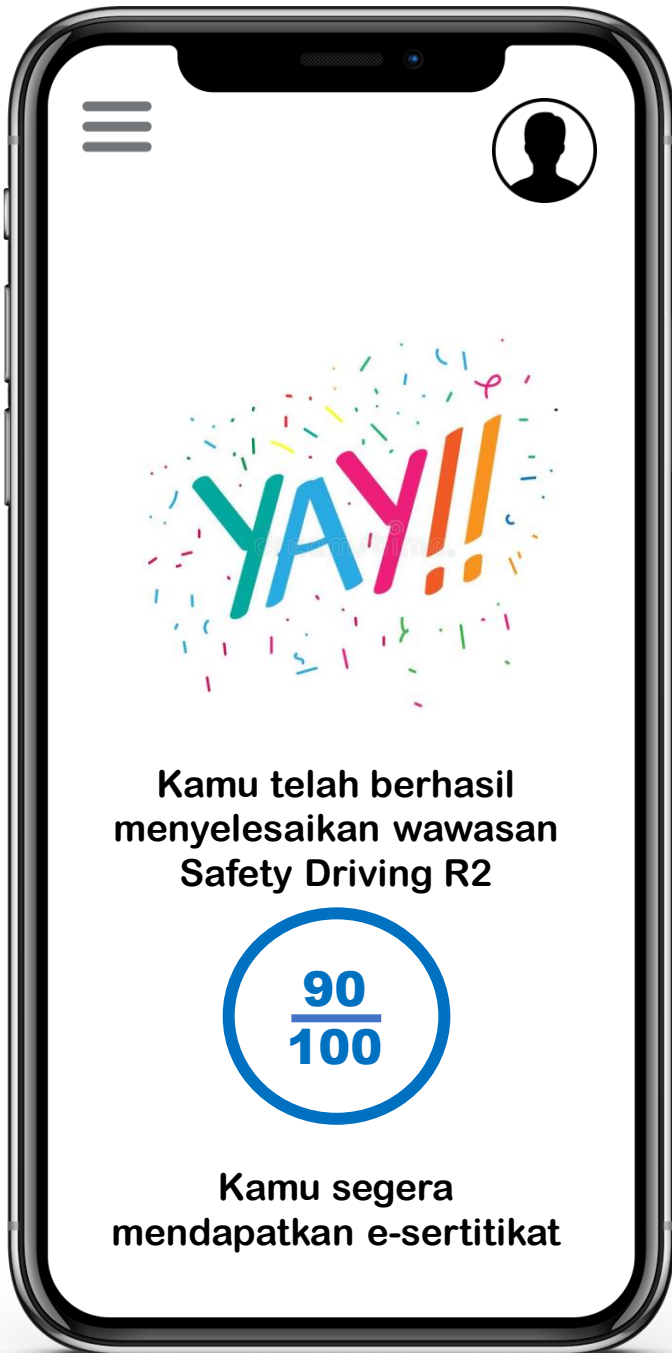 YAY!!
Kamu telah berhasil
menyelesaikan wawasan
Safety Driving R2
90
100
Kamu segera
mendapatkan e-sertitikat